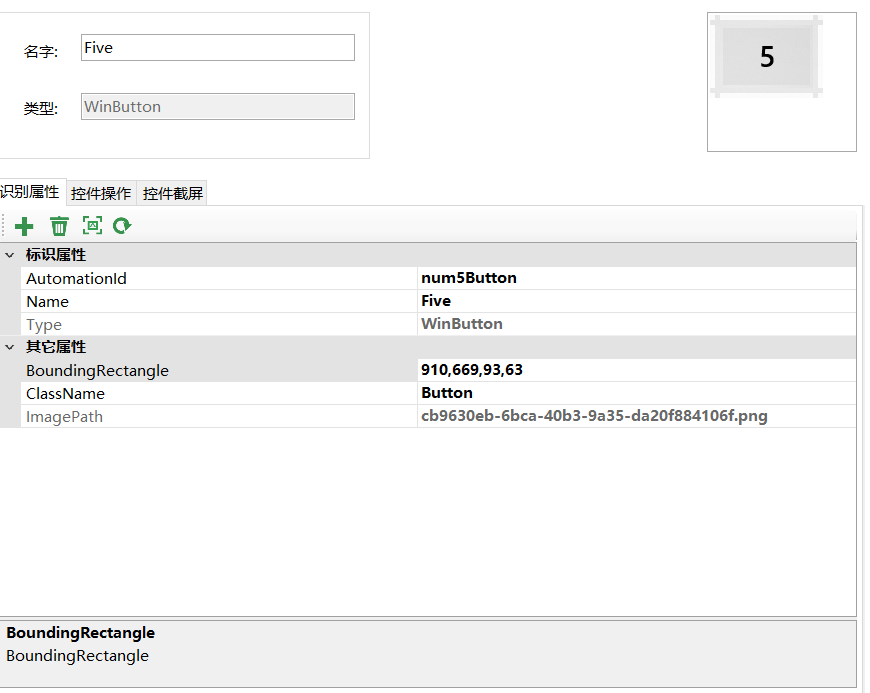 名字: Five
5
类型: WinButton
识别属性 控件操作 控件截屏
标识属性
AutomationId num5Button
Name Five
Type WinButton
其它属性
BoundingRectangle 910,669,93,63
ClassName Button
ImagePath cb9630eb-6bca-40b3-9a35-da20f884106f.png
BoundingRectangle
BoundingRectangle